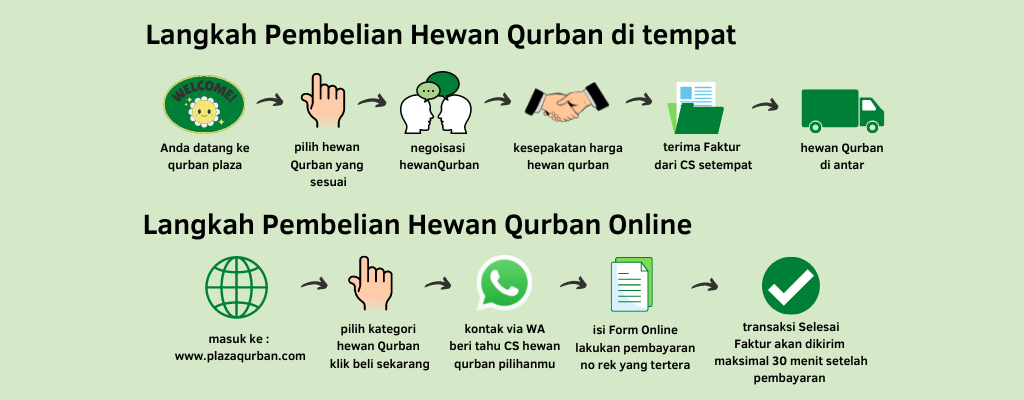 Langkah Pembelian Hewan Qurban di tempat
WELCOME!
Anda datang ke
qurban plaza
pilih hewan
Qurban yang
sesuai
negoisasi
hewanQurban
kesepakatan harga
hewan qurban
terima Faktur
dari CS setempat
hewan Qurban
di antar
Langkah Pembelian Hewan Qurban Online
masuk ke :
www.plazaqurban.com
pilih kategori
hewan Qurban
klik beli sekarang
kontak via WA
beri tahu CS hewan
qurban pilihanmu
isi Form Online
lakukan pembayaran
no rek yang tertera
transaksi Selesai
Faktur akan dikirim
maksimal 30 menit setelah
pembayaran